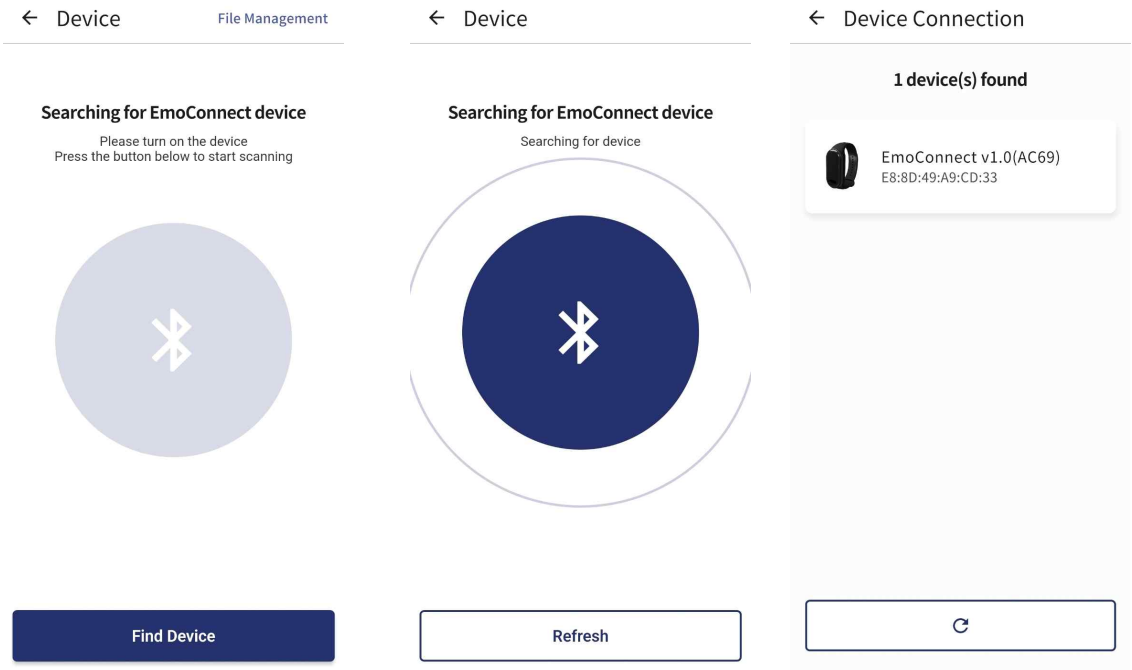 Device
File Management
Searching for EmoConnect device
Please turn on the device
Press the button below to start scanning
Find Device
Device
Searching for EmoConnect device
Searching for device
Refresh
Device Connection
1 device(s) found
EmoConnect v1.0(AC69)
E8:8D:49:A9:CD:33